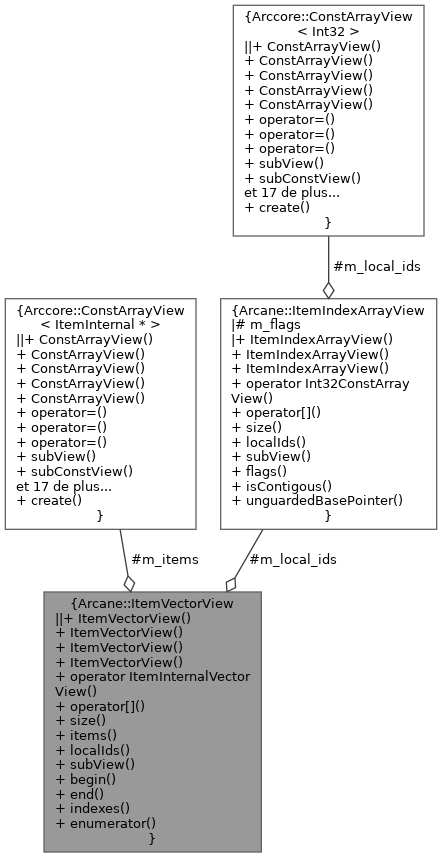 {Arccore::ConstArrayView
< Int32 >
||+ ConstArrayView()
+ ConstArrayView()
+ ConstArrayView()
+ ConstArrayView()
+ ConstArrayView()
+ operator=()
+ operator=()
+ operator=()
+ subView()
+ subConstView()
et 17 de plus...
+ create()
}
#m_local_ids
{Arccore::ConstArrayView
< ItemInternal * >
||+ ConstArrayView()
+ ConstArrayView()
+ ConstArrayView()
+ ConstArrayView()
+ ConstArrayView()
+ operator=()
+ operator=()
+ operator=()
+ subView()
+ subConstView()
et 17 de plus...
+ create()
}
{Arcane::ItemIndexArrayView
|# m_flags
|+ ItemIndexArrayView()
+ ItemIndexArrayView()
+ ItemIndexArrayView()
+ operator Int32ConstArray
View()
+ operator[]()
+ size()
+ localIds()
+ subView()
+ flags()
+ isContigous()
+ unguardedBasePointer()
}
#m_items
#m_local_ids
{Arcane::ItemVectorView
||+ ItemVectorView()
+ ItemVectorView()
+ ItemVectorView()
+ ItemVectorView()
+ operator ItemInternalVector
View()
+ operator[]()
+ size()
+ items()
+ localIds()
+ subView()
+ begin()
+ end()
+ indexes()
+ enumerator()
}